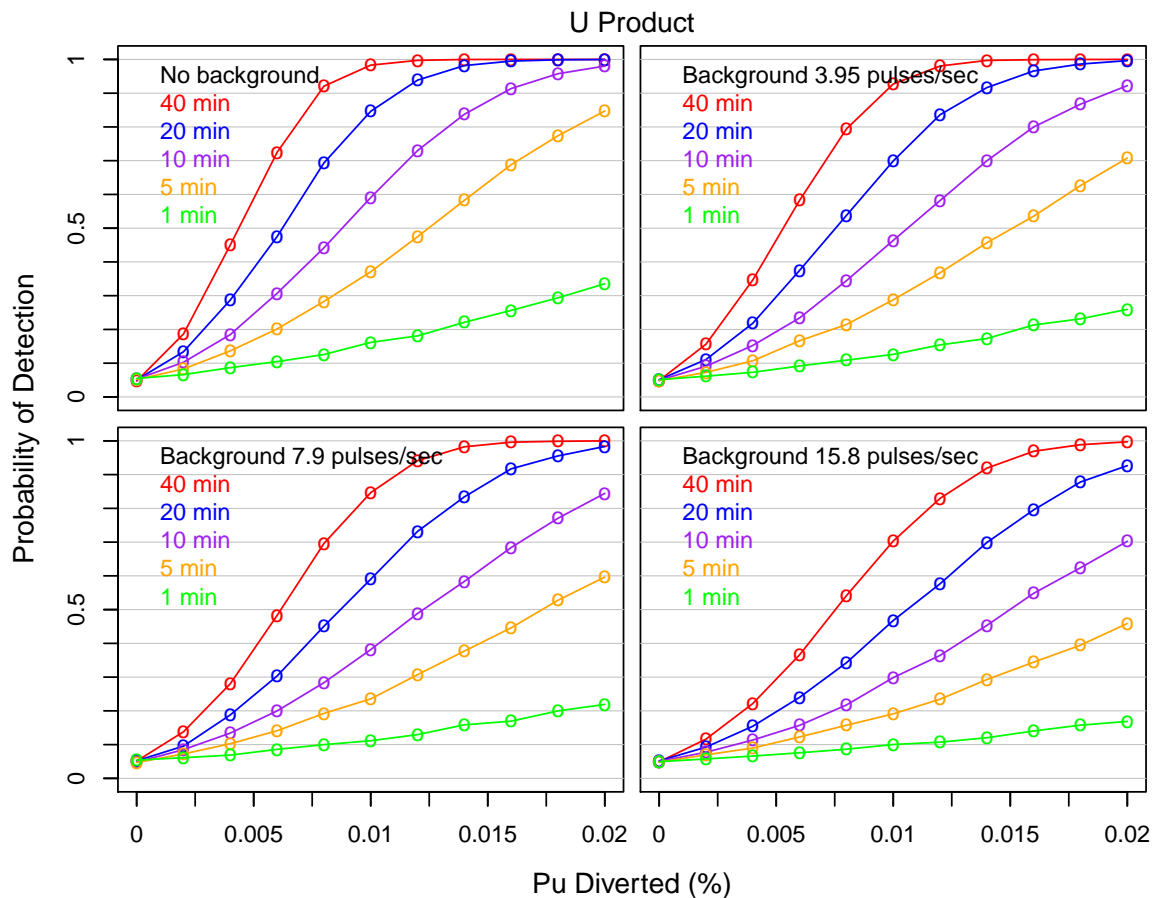 U Product
No background
40 min
20 min
10 min
5 min
1 min
Background 3.95 pulses/sec
40 min
20 min
10 min
5 min
1 min
1
0.5
0
Background 7.9 pulses/sec
40 min
20 min
10 min
5 min
1 min
Background 15.8 pulses/sec
40 min
20 min
10 min
5 min
1 min
1
0.5
0
Probability of Detection
0 0.005 0.01 0.015 0.02
0 0.005 0.01 0.015 0.02
Pu Diverted (%)